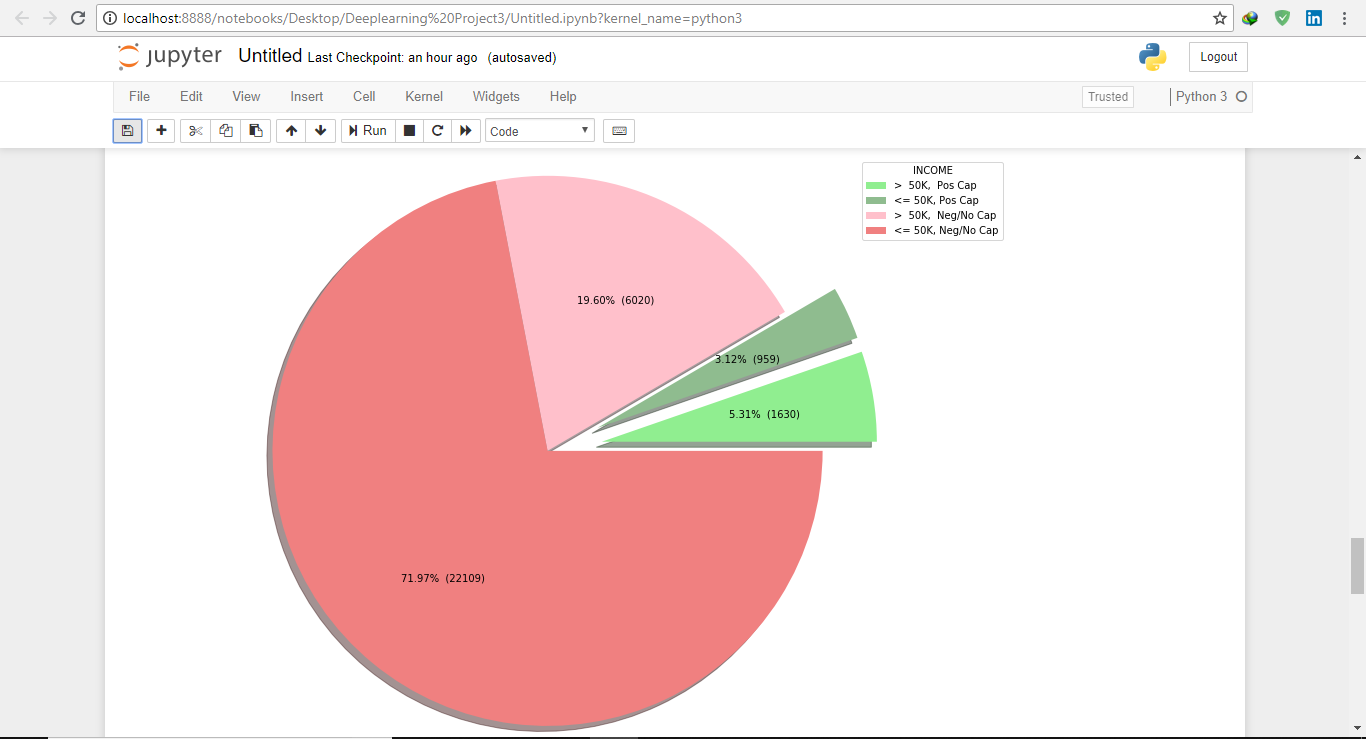 localhost:8888/notebooks/Desktop/Deeplearning%20Project3/Untitled.ipynb?kernel_name=python3
jupyter Untitled Last Checkpoint: an hour ago (autosaved) Logout
File Edit View Insert Cell Kernel Widgets Help Trusted Python 3
Run Code
INCOME
> 50K, Pos Cap
<= 50K, Pos Cap
> 50K, Neg/No Cap
<= 50K, Neg/No Cap
19.60% (6020)
3.12% (959)
5.31% (1630)
71.97% (22109)